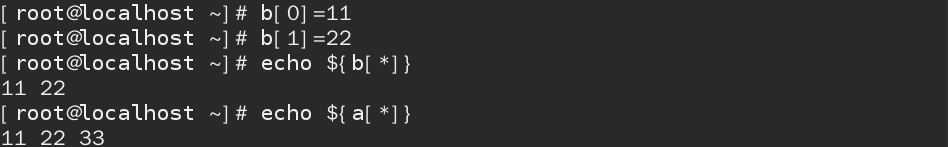 [root@localhost ~]# b[0]=11
[root@localhost ~]# b[1]=22
[root@localhost ~]# echo ${b[*]}
11 22
[root@localhost ~]# echo ${a[*]}
11 22 33